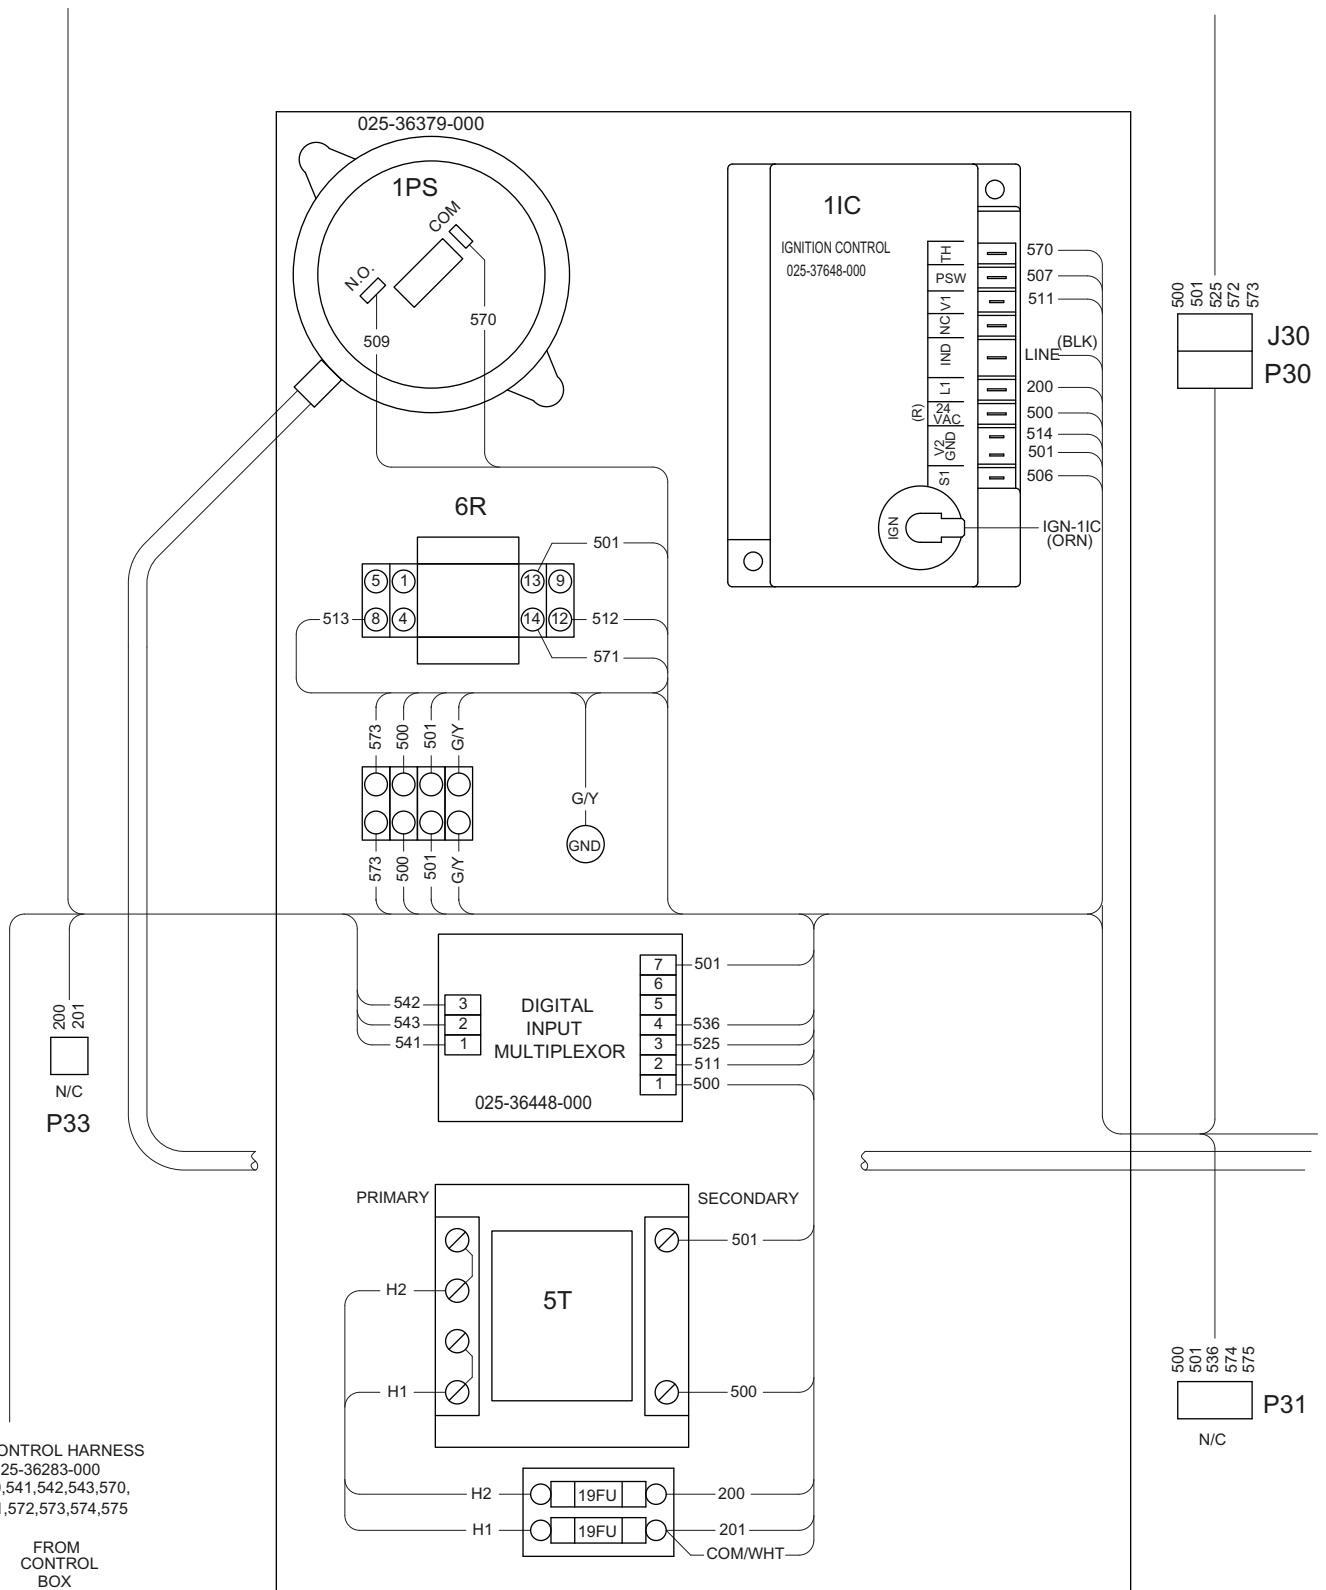 025-36379-000
1PS
COM
N.O.
509
570
1IC
IGNITION CONTROL
025-37648-000
TH
PSW
V1
NC
IND
L1
(R)
24
VAC
V2
GND
S1
IGN
570
507
511
(BLK)
LINE
200
500
514
501
506
IGN-1IC
(ORN)
500
501
525
572
573
J30
P30
6R
501
5
1
13
9
513
8
4
14
12
512
571
573
500
501
G/Y
G/Y
GND
573
500
501
G/Y
200
201
N/C
P33
542
543
541
3
2
1
DIGITAL
INPUT
MULTIPLEXOR
025-36448-000
7
6
5
4
3
2
1
501
536
525
511
500
PRIMARY
SECONDARY
H2
H1
5T
501
500
500
501
536
574
575
P31
N/C
H2
19FU
200
H1
19FU
201
COM/WHT
ONTROL HARNESS
25-36283-000
,541,542,543,570,
,572,573,574,575
FROM
CONTROL
BOX